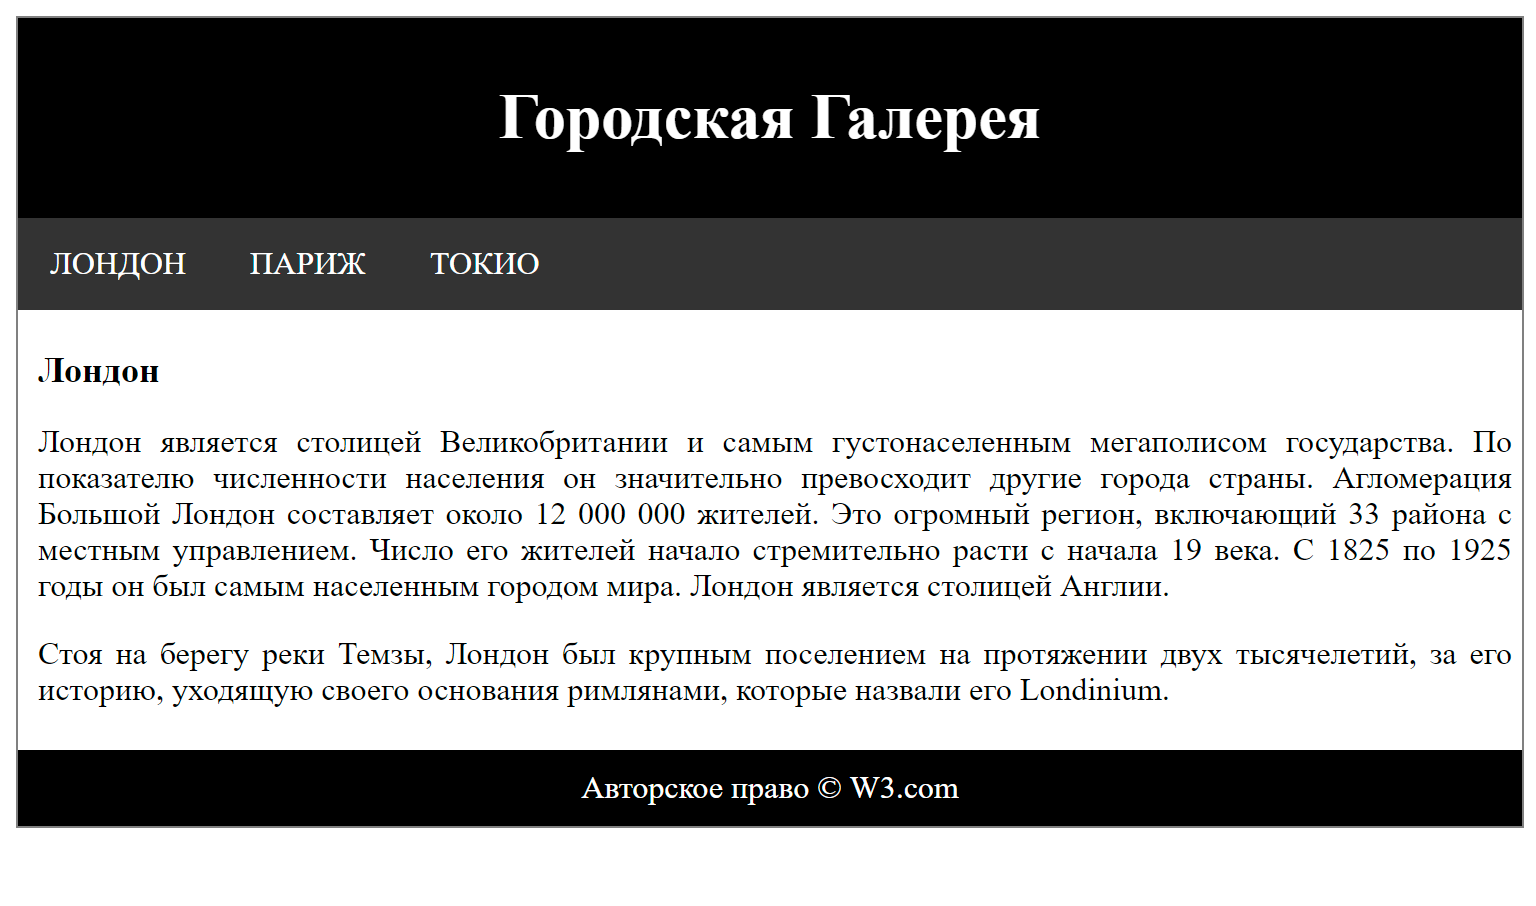 Городская Галерея
ЛОНДОН ПАРИЖ ТОКИО
Лондон
Лондон является столицей Великобритании и самым густонаселенным мегаполисом государства. По
показателю численности населения он значительно превосходит другие города страны. Агломерация
Большой Лондон составляет около 12 000 000 жителей. Это огромный регион, включающий 33 района с
местным управлением. Число его жителей начало стремительно расти с начала 19 века. С 1825 по 1925
годы он был самым населенным городом мира. Лондон является столицей Англии.
Стоя на берегу реки Темзы, Лондон был крупным поселением на протяжении двух тысячелетий, за его
историю, уходящую своего основания римлянами, которые назвали его Londinium.
Авторское право © W3.com